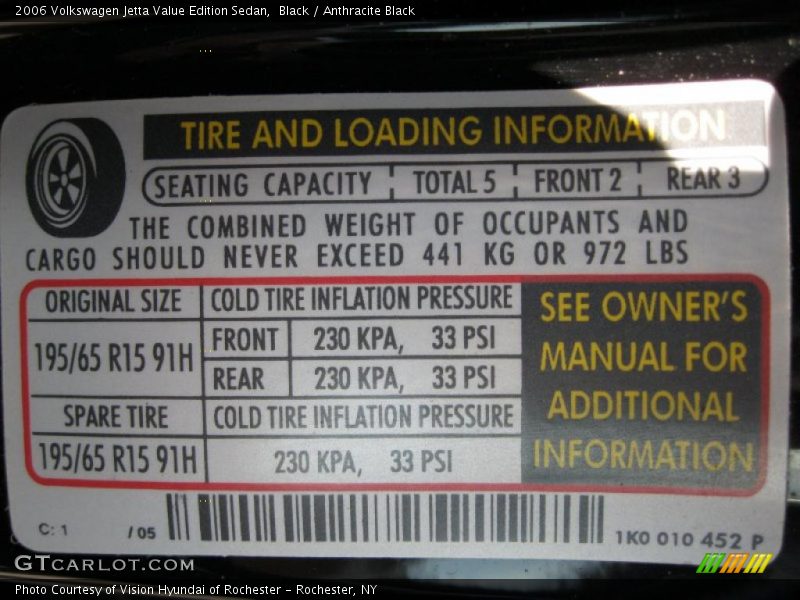 2006 Volkswagen Jetta Value Edition Sedan, Black / Anthracite Black
TIRE AND LOADING INFORMATION
SEATING CAPACITY TOTAL 5 FRONT 2 REAR 3
THE COMBINED WEIGHT OF OCCUPANTS AND
CARGO SHOULD NEVER EXCEED 441 KG OR 972 LBS
ORIGINAL SIZE COLD TIRE INFLATION PRESSURE
195/65 R15 91H
FRONT 230 KPA, 33 PSI
REAR 230 KPA, 33 PSI
SPARE TIRE COLD TIRE INFLATION PRESSURE
195/65 R15 91H 230 KPA, 33 PSI
SEE OWNER'S
MANUAL FOR
ADDITIONAL
INFORMATION
C: 1 / 05 1K0 010 452 P
GTCARLOT.COM
Photo Courtesy of Vision Hyundai of Rochester – Rochester, NY